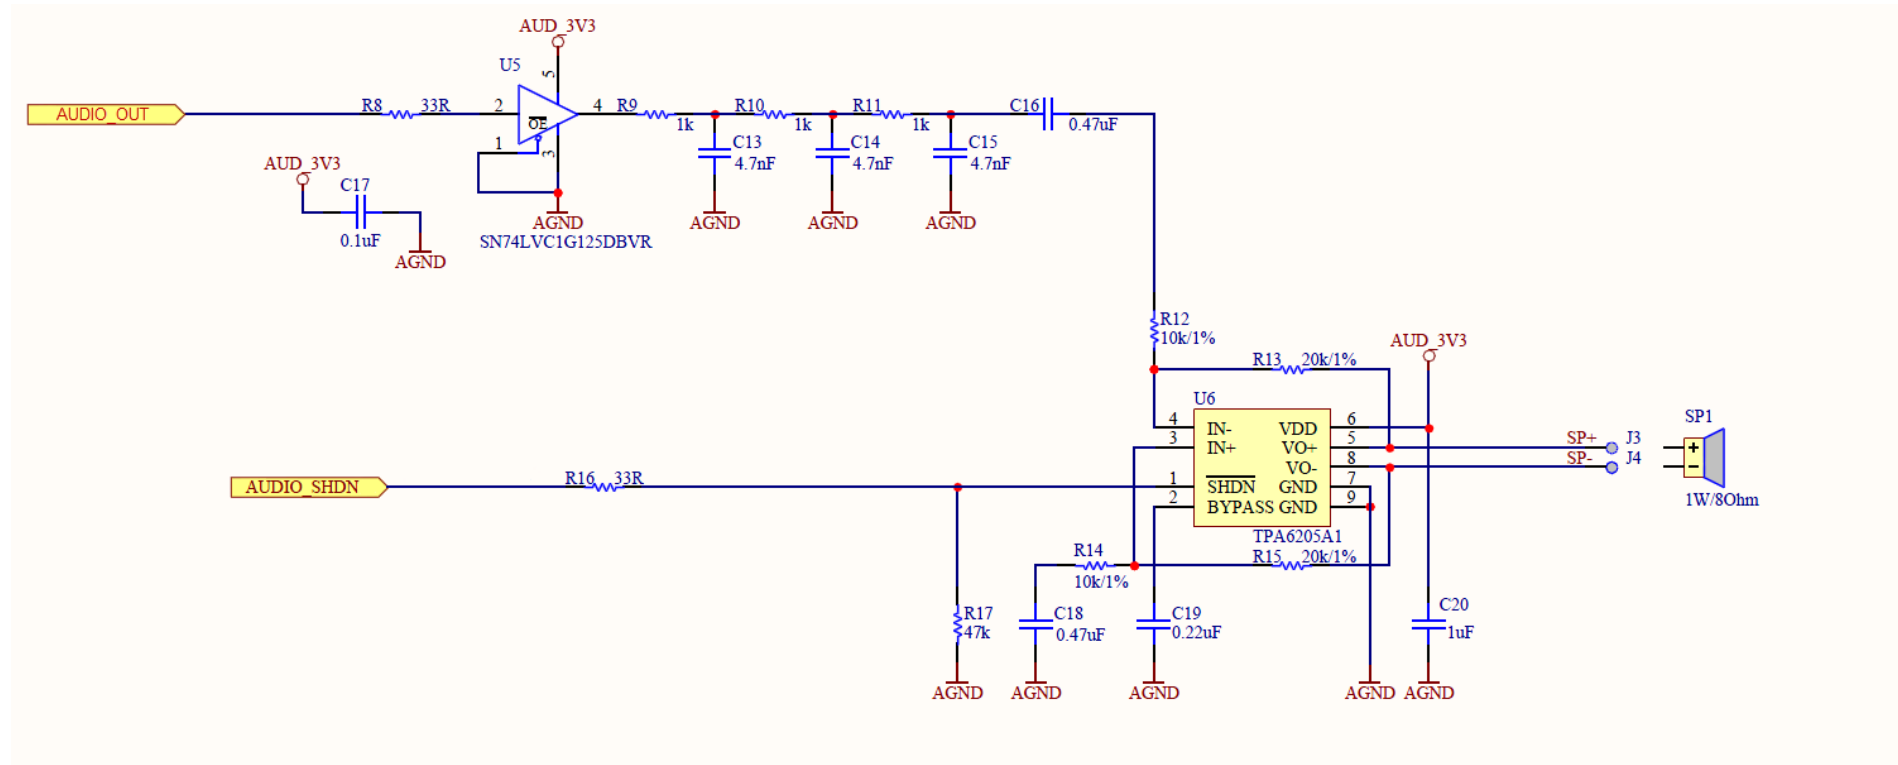 AUD_3V3
U5
5
AUDIO_OUT
R8 33R
2
OE
4
R9
1k
R10
1k
R11
1k
C16
0.47uF
1
3
C13
4.7nF
C14
4.7nF
C15
4.7nF
AUD_3V3
C17
0.1uF
AGND
AGND
SN74LVC1G125DBVR
AGND
AGND
AGND
R12
10k/1%
R13 20k/1%
AUD_3V3
U6
4 IN- VDD 6
3 IN+ VO+ 5
VO- 8
1 SHDN GND 7
2 BYPASS GND 9
TPA6205A1
SP+ J3
SP- J4
SP1
+
-
1W/8Ohm
AUDIO_SHDN
R16 33R
R14
10k/1%
R15 20k/1%
R17
47k
C18
0.47uF
C19
0.22uF
C20
1uF
AGND
AGND
AGND
AGND
AGND